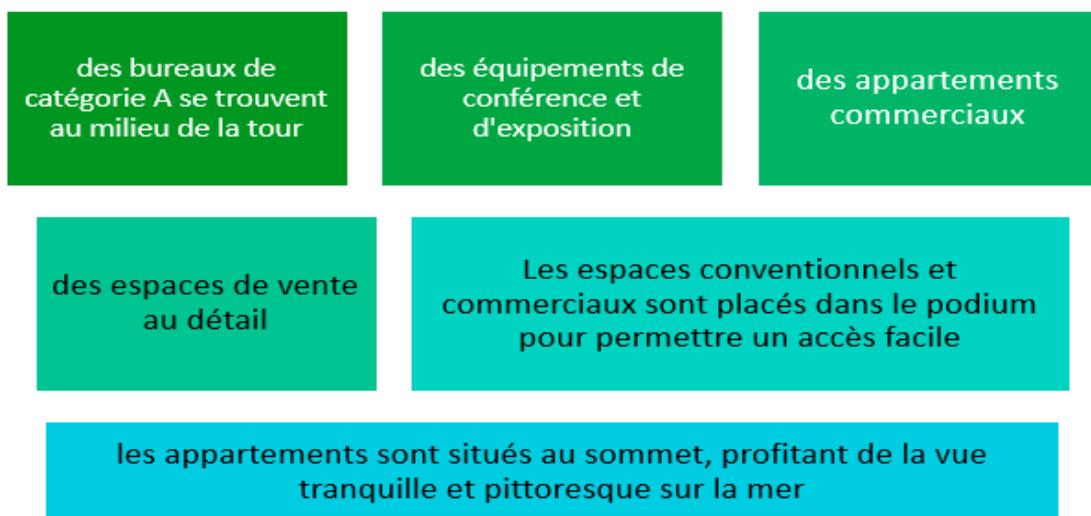 des bureaux de
catégorie A se trouvent
au milieu de la tour
des équipements de
conférence et
d'exposition
des appartements
commerciaux
des espaces de vente
au détail
Les espaces conventionnels et
commerciaux sont placés dans le podium
pour permettre un accès facile
les appartements sont situés au sommet, profitant de la vue
tranquille et pittoresque sur la mer